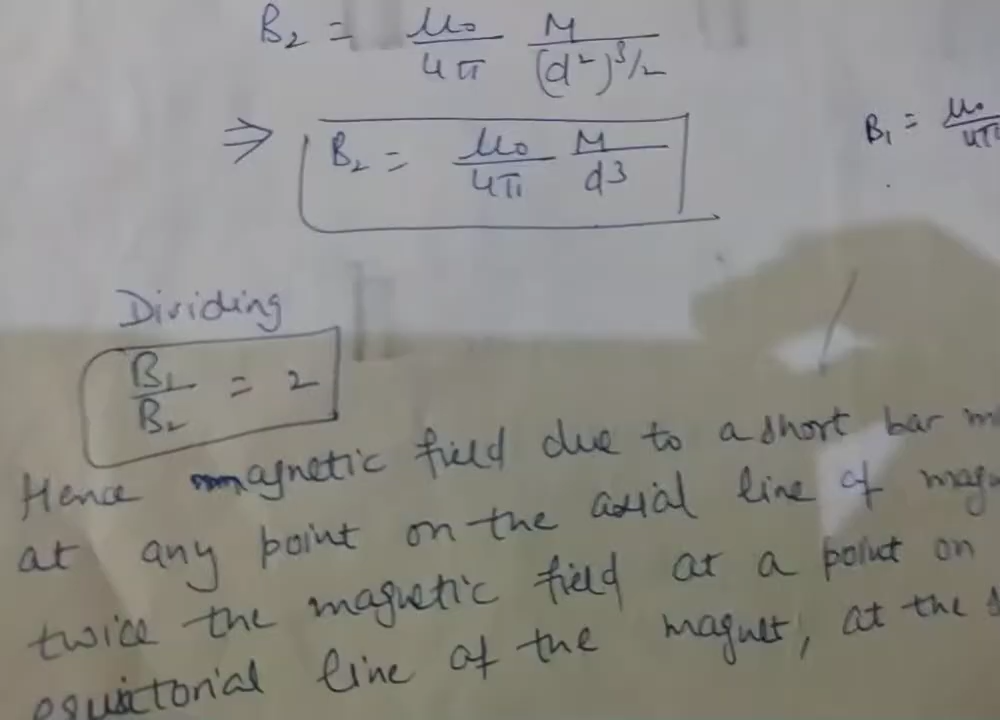 B₂ = μ₀/4π M/(d²)^3/2
B₁ = μ₀/4π
⇒ B₂ = μ₀/4π M/d3
Dividing
B₁/B₂ = 2
Hence magnetic field due to a short bar
at any point on the axial line of
twice the magnetic field at a point on
equitorial line of the magnet, at the